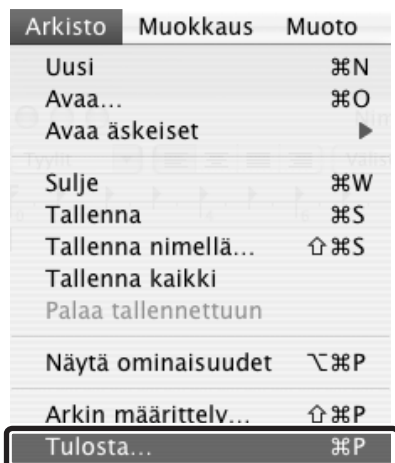 Arkisto Muokkaus Muoto
Uusi ⌘N
Avaa... ⌘O
Avaa äskeiset ▶
Sulje ⌘W
Tallenna ⌘S
Tallenna nimellä... ⇧⌘S
Tallenna kaikki
Palaa tallennettuun
Näytä ominaisuudet ⌥⌘P
Arkin määrittely... ⇧⌘P
Tulosta... ⌘P